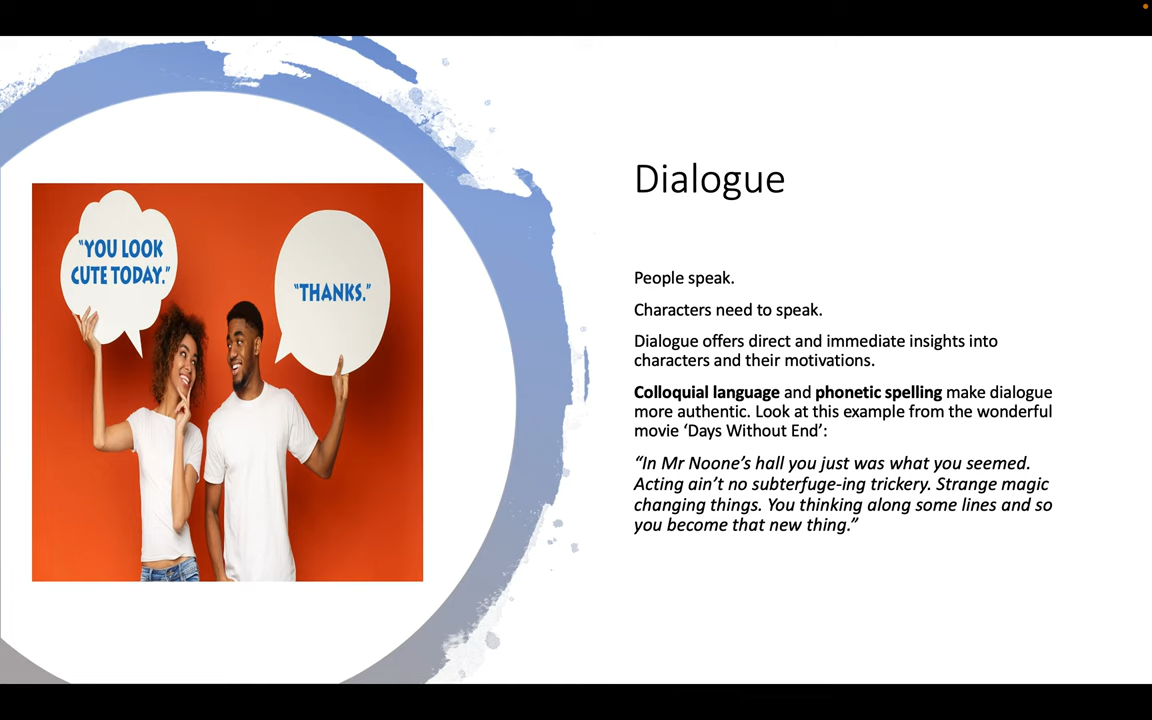 "YOU LOOK
CUTE TODAY."
"THANKS."
Dialogue
People speak.
Characters need to speak.
Dialogue offers direct and immediate insights into
characters and their motivations.
Colloquial language and phonetic spelling make dialogue
more authentic. Look at this example from the wonderful
movie ‘Days Without End’:
“In Mr Noone’s hall you just was what you seemed.
Acting ain’t no subterfuge-ing trickery. Strange magic
changing things. You thinking along some lines and so
you become that new thing.”